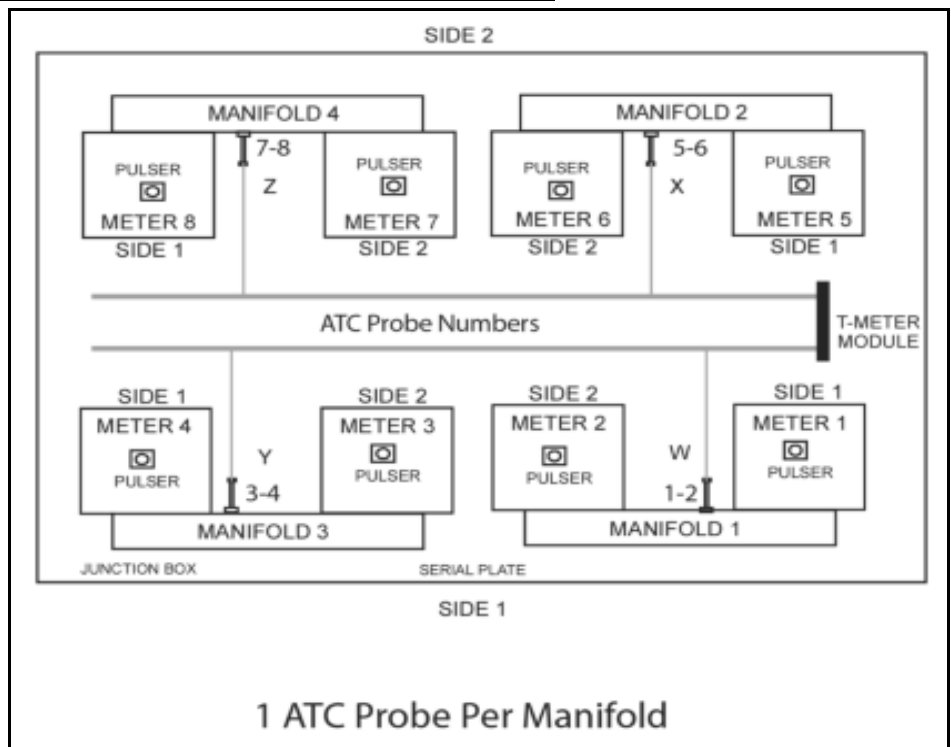 SIDE 2
MANIFOLD 4
MANIFOLD 2
PULSER
METER 8
SIDE 1
7-8
Z
PULSER
METER 7
SIDE 2
PULSER
METER 6
SIDE 2
5-6
X
PULSER
METER 5
SIDE 1
ATC Probe Numbers
T-METER
MODULE
SIDE 1
METER 4
PULSER
Y
3-4
SIDE 2
METER 3
PULSER
MANIFOLD 3
SIDE 2
METER 2
PULSER
W
1-2
SIDE 1
METER 1
PULSER
MANIFOLD 1
JUNCTION BOX
SERIAL PLATE
SIDE 1
1 ATC Probe Per Manifold